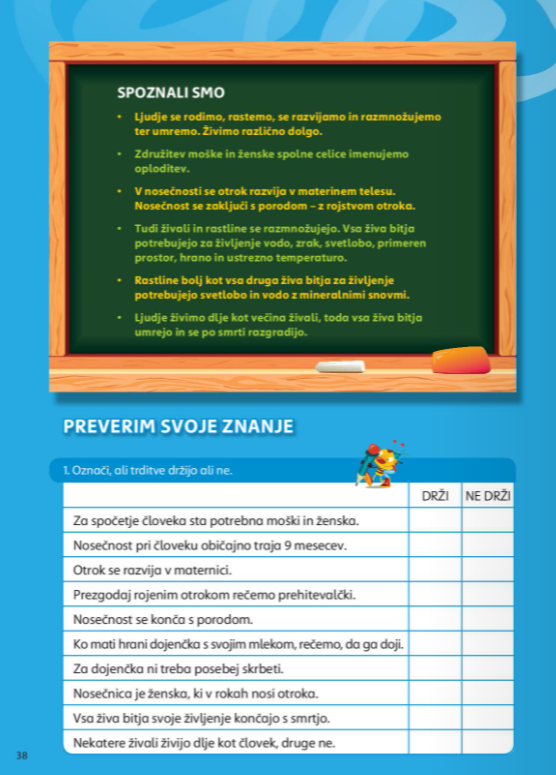 SPOZNALI SMO
• Ljudje se rodimo, rastemo, se razvijamo in razmnožujemo
ter umremo. Živimo različno dolgo.
• Združitev moške in ženske spolne celice imenujemo
oploditev.
• V nosečnosti se otrok razvija v materinem telesu.
Nosečnost se zaključi s porodom – z rojstvom otroka.
• Tudi živali in rastline se razmnožujejo. Vsa živa bitja
potrebujejo za življenje vodo, zrak, svetlobo, primeren
prostor, hrano in ustrezno temperaturo.
• Rastline bolj kot vsa druga živa bitja za življenje
potrebujejo svetlobo in vodo z mineralnimi snovmi.
• Ljudje živimo dlje kot večina živali, toda vsa živa bitja
umrejo in se po smrti razgradijo.
PREVERIM SVOJE ZNANJE
1. Označi, ali trditve držijo ali ne.
DRŽI NE DRŽI
Za spočetje človeka sta potrebna moški in ženska.
Nosečnost pri človeku običajno traja 9 mesecev.
Otrok se razvija v maternici.
Prezgodaj rojenim otrokom rečemo prehitevalčki.
Nosečnost se konča s porodom.
Ko mati hrani dojenčka s svojim mlekom, rečemo, da ga doji.
Za dojenčka ni treba posebej skrbeti.
Nosečnica je ženska, ki v rokah nosi otroka.
Vsa živa bitja svoje življenje končajo s smrtjo.
Nekatere živali živijo dlje kot človek, druge ne.
38